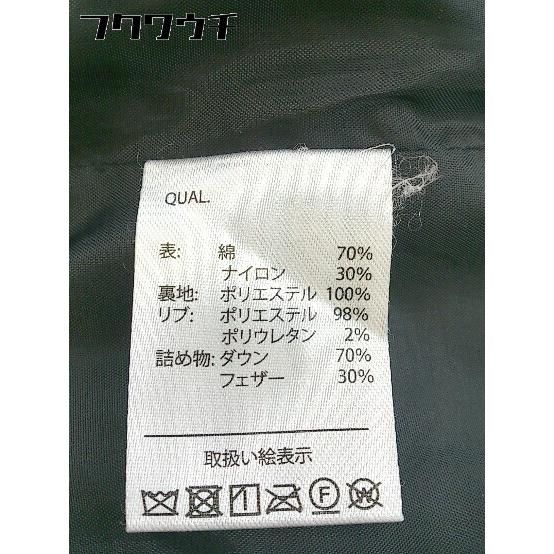 フクワウチ
QUAL.
表: 綿 70%
ナイロン 30%
裏地: ポリエステル 100%
リブ: ポリエステル 98%
ポリウレタン 2%
詰め物: ダウン 70%
フェザー 30%
取扱い絵表示
F W